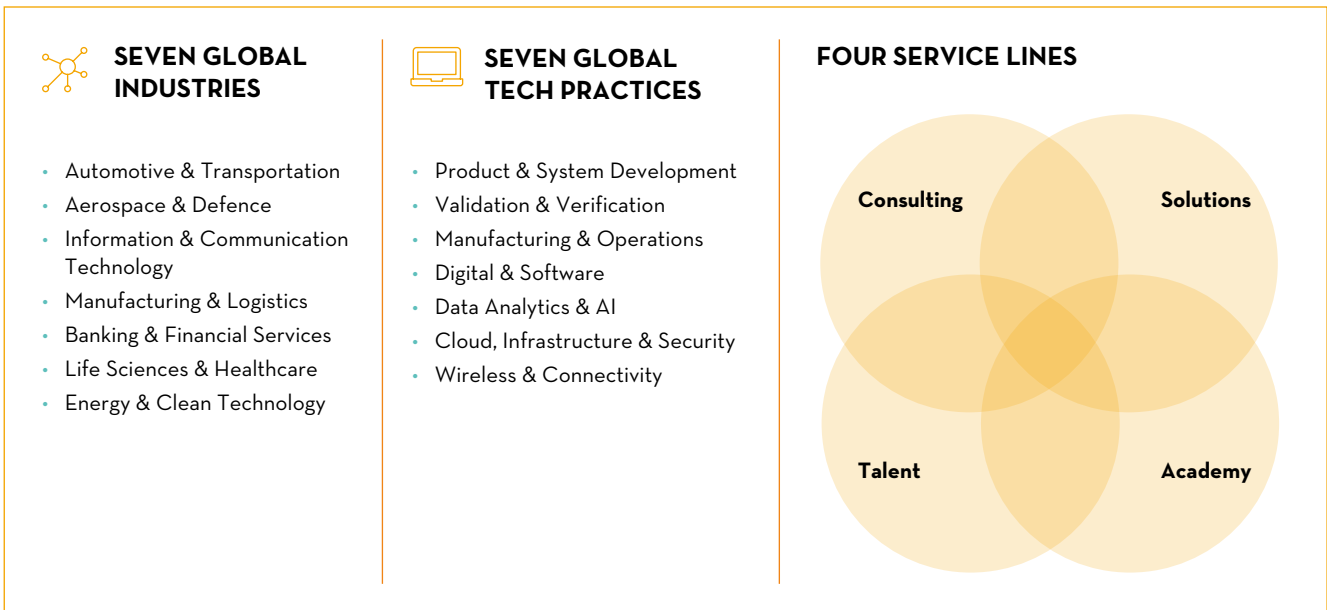 SEVEN GLOBAL
INDUSTRIES
• Automotive & Transportation
• Aerospace & Defence
• Information & Communication
Technology
• Manufacturing & Logistics
• Banking & Financial Services
• Life Sciences & Healthcare
• Energy & Clean Technology
SEVEN GLOBAL
TECH PRACTICES
• Product & System Development
• Validation & Verification
• Manufacturing & Operations
• Digital & Software
• Data Analytics & AI
• Cloud, Infrastructure & Security
• Wireless & Connectivity
FOUR SERVICE LINES
Consulting
Solutions
Talent
Academy